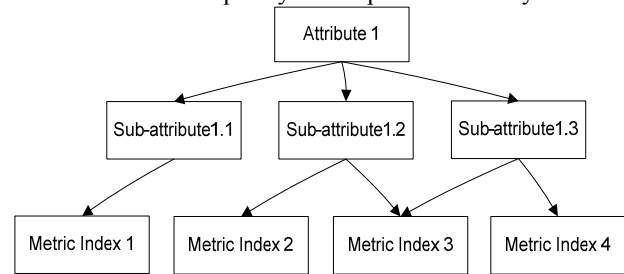 Attribute 1
Sub-attribute1.1
Sub-attribute1.2
Sub-attribute1.3
Metric Index 1
Metric Index 2
Metric Index 3
Metric Index 4